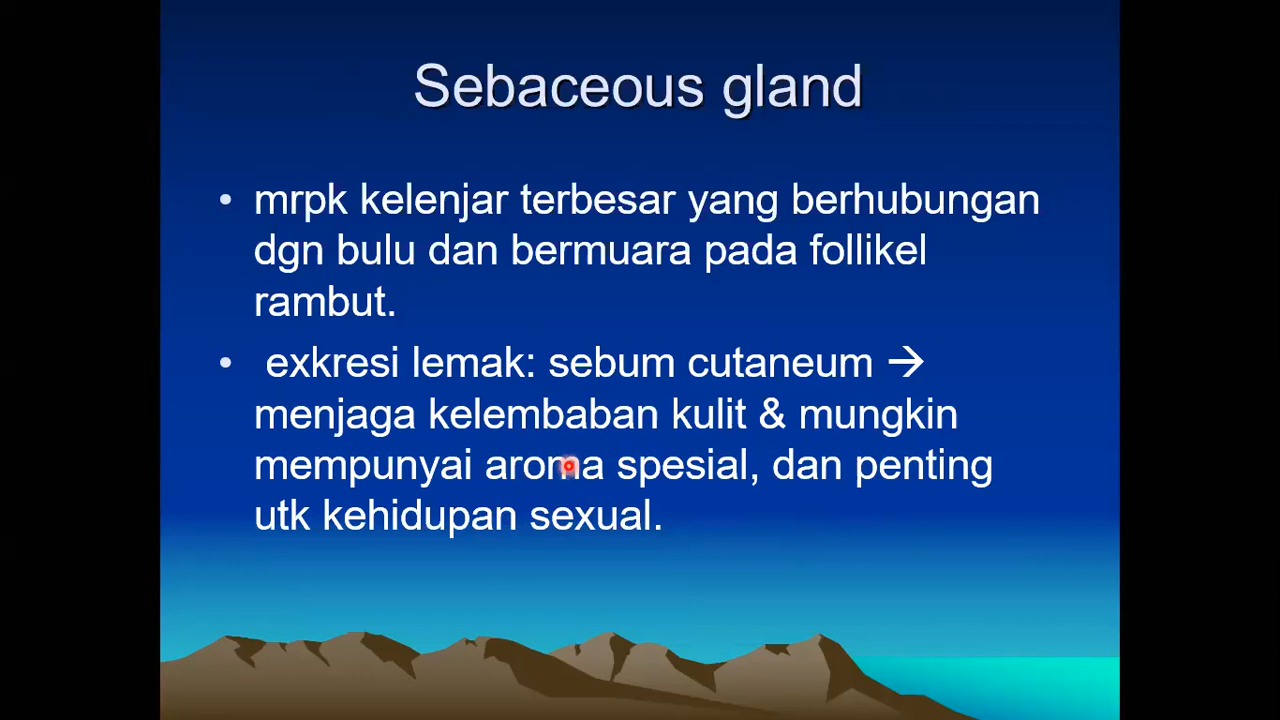 Sebaceous gland
• mrpk kelenjar terbesar yang berhubungan
dgn bulu dan bermuara pada follikel
rambut.
• exkresi lemak: sebum cutaneum →
menjaga kelembaban kulit & mungkin
mempunyai aroma spesial, dan penting
utk kehidupan sexual.